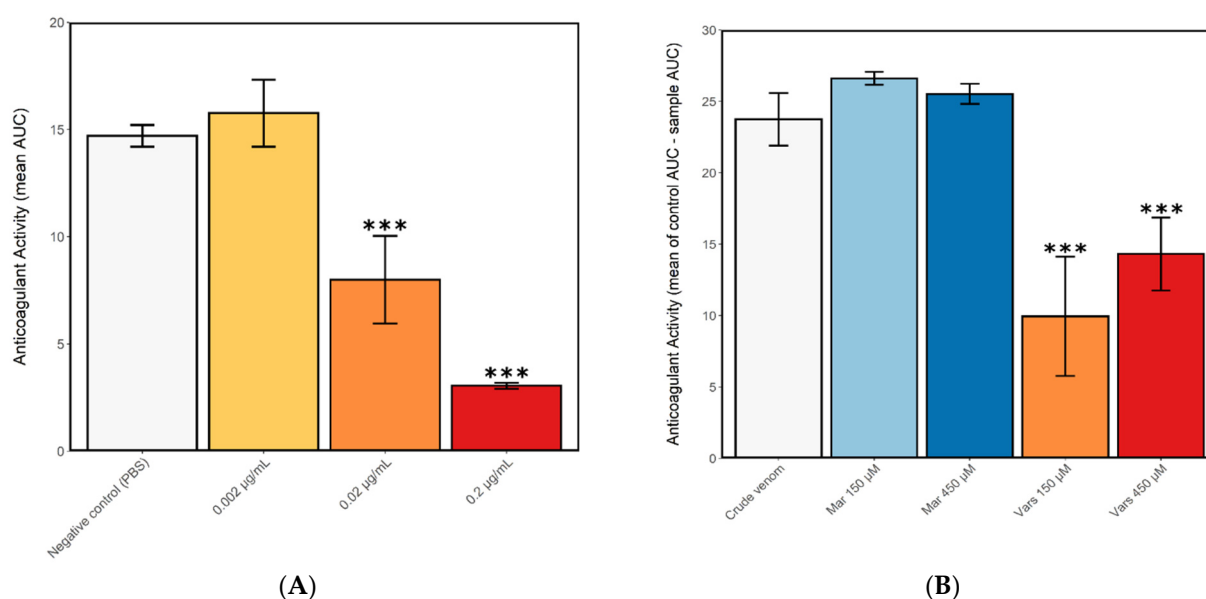 Anticoagulant Activity (mean AUC)
20
15
10
5
0
***
***
Negative control (PBS)
0.002 µg/mL
0.02 µg/mL
0.2 µg/mL
(A)
Anticoagulant Activity (mean of control AUC - sample AUC)
30
25
20
15
10
5
0
***
***
Crude venom
Mar 150 µM
Mar 450 µM
Vars 150 µM
Vars 450 µM
(B)